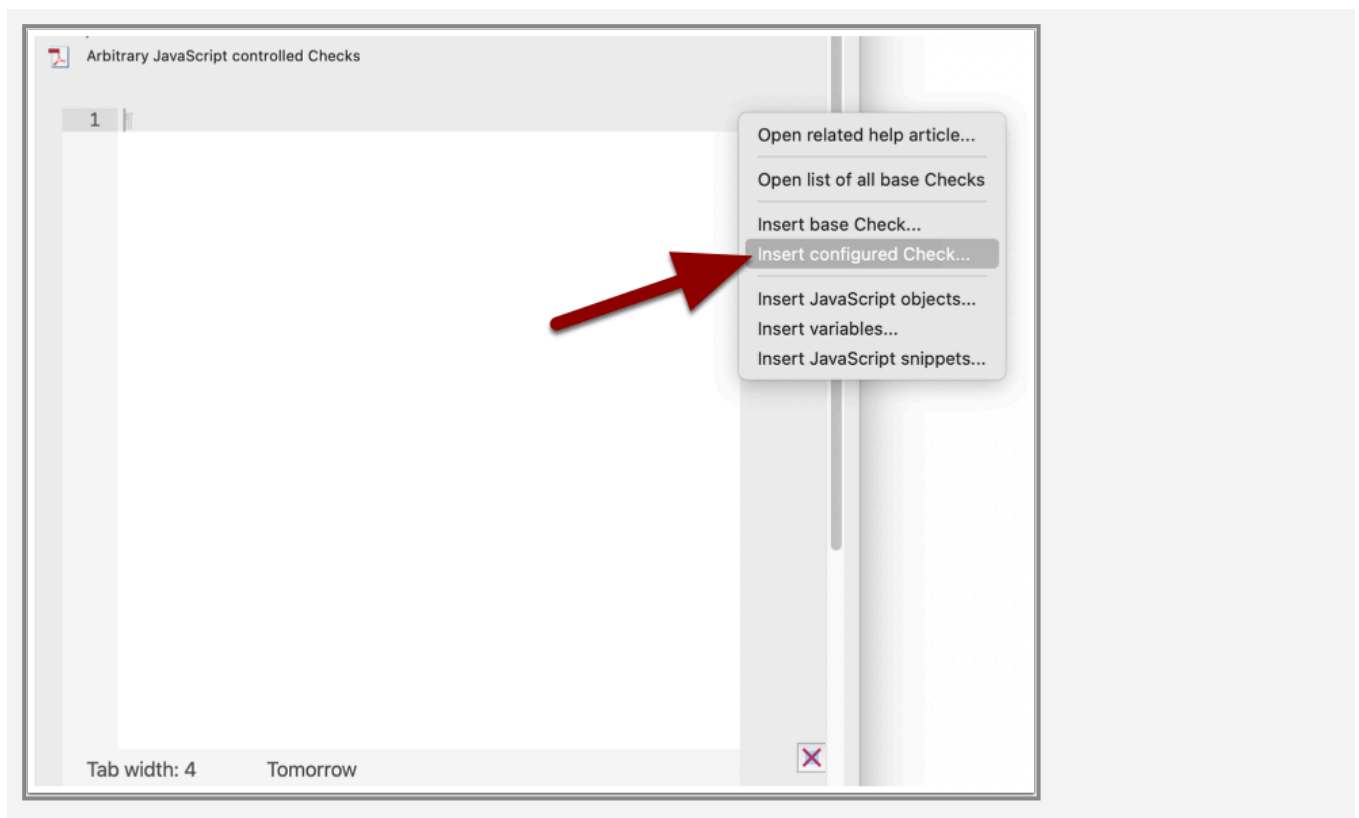 Arbitrary JavaScript controlled Checks
1
Open related help article...
Open list of all base Checks
Insert base Check...
Insert configured Check...
Insert JavaScript objects...
Insert variables...
Insert JavaScript snippets...
Tab width: 4
Tomorrow